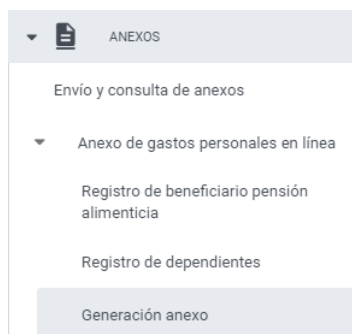 ANEXOS
Envío y consulta de anexos
Anexo de gastos personales en línea
Registro de beneficiario pensión
alimenticia
Registro de dependientes
Generación anexo